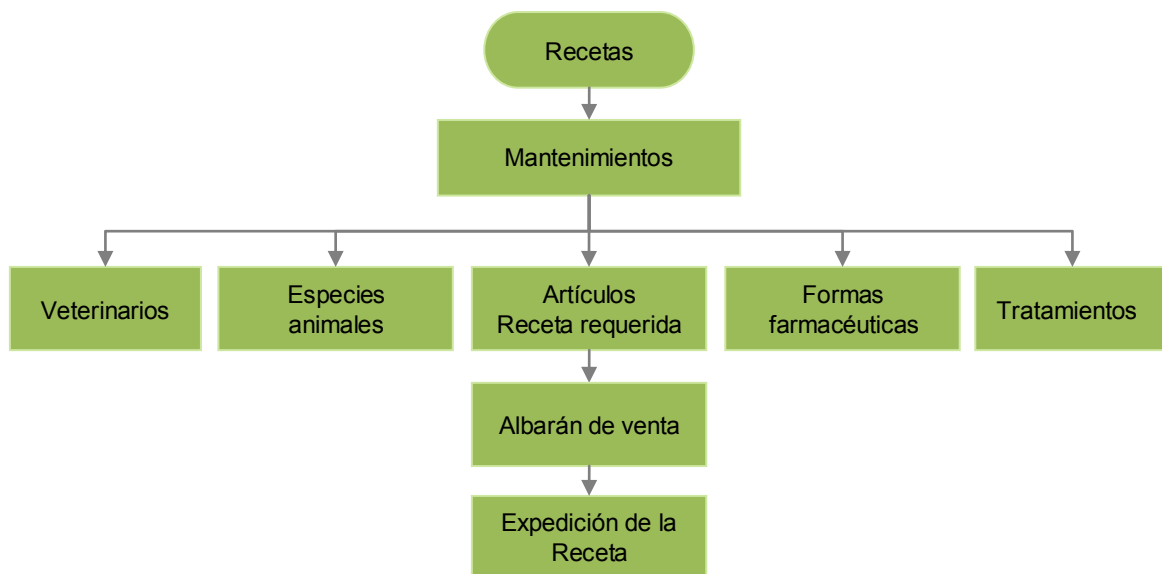 Recetas
Mantenimientos
Veterinarios
Especies
animales
Artículos
Receta requerida
Formas
farmacéuticas
Tratamientos
Albarán de venta
Expedición de la
Receta